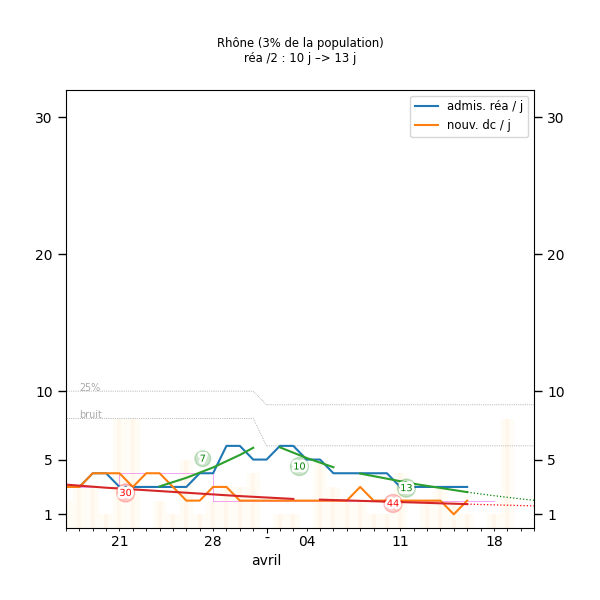 Rhône (3% de la population)
réa /2 : 10 j –> 13 j
admis. réa / j
nouv. dc / j
30 30
20 20
25%
10 10
bruit
7
5 10 5
30
13
44
1 1
21 28 - 04 11 18
avril